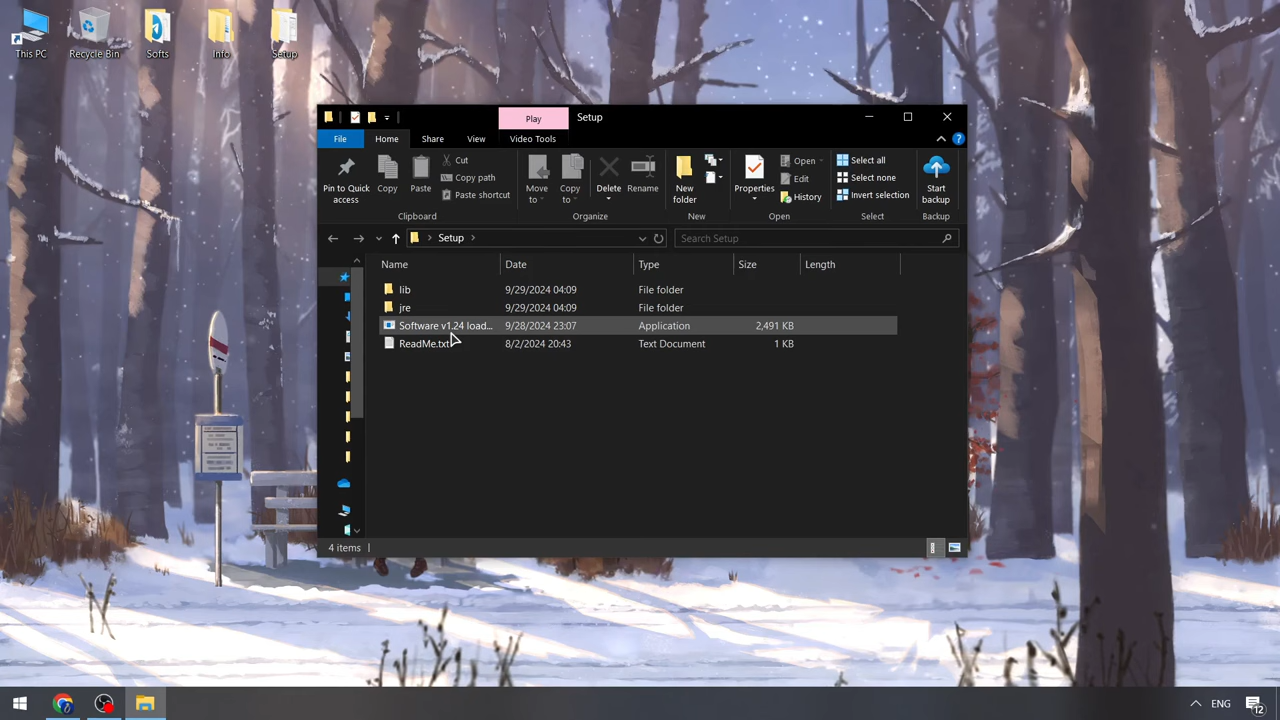 This PC
Recycle Bin
Softs
Info
Setup
Play
Setup
File
Home
Share
View
Video Tools
Pin to Quick access
Copy
Paste
Cut
Copy path
Paste shortcut
Move to
Copy to
Delete
Rename
New folder
Properties
Open
Edit
History
Select all
Select none
Invert selection
Start backup
Clipboard
Organize
New
Open
Select
Backup
Setup
Search Setup
Name
Date
Type
Size
Length
lib 9/29/2024 04:09 File folder
jre 9/29/2024 04:09 File folder
Software v1.24 load... 9/28/2024 23:07 Application 2,491 KB
ReadMe.txt 8/2/2024 20:43 Text Document 1 KB
4 items
ENG
12